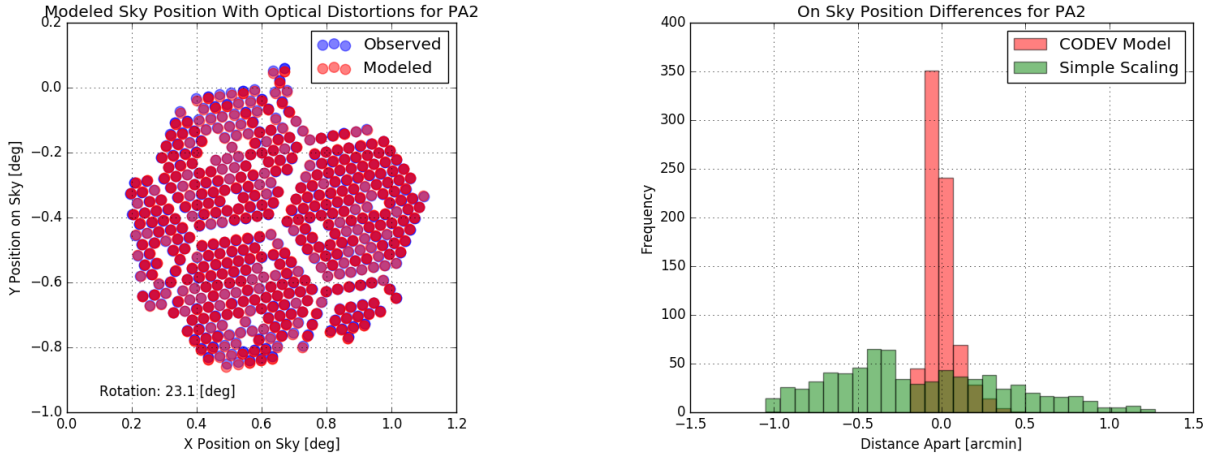 Modeled Sky Position With Optical Distortions for PA2
0.2
0.0
−0.2
−0.4
−0.6
−0.8
−1.0
Y Position on Sky [deg]
Observed
Modeled
Rotation: 23.1 [deg]
0.0 0.2 0.4 0.6 0.8 1.0 1.2
X Position on Sky [deg]
On Sky Position Differences for PA2
400
350
300
250
200
150
100
50
0
Frequency
CODEV Model
Simple Scaling
−1.5 −1.0 −0.5 0.0 0.5 1.0 1.5
Distance Apart [arcmin]